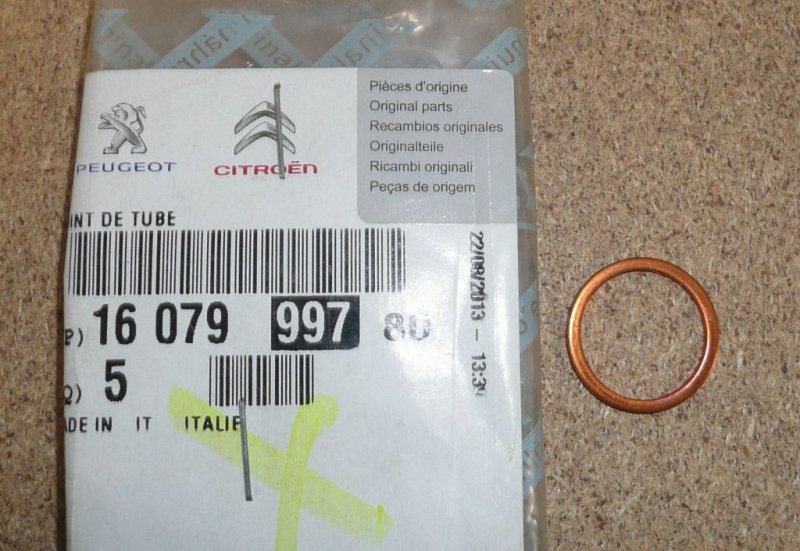 Pièces d'origine
Original parts
Recambios originales
Originalteile
Ricambi originali
Peças de origem
PEUGEOT
CITROËN
INT DE TUBE
P) 16 079 997 80
Q) 5
ADE IN IT ITALIE
22/08/2013 - 13:3